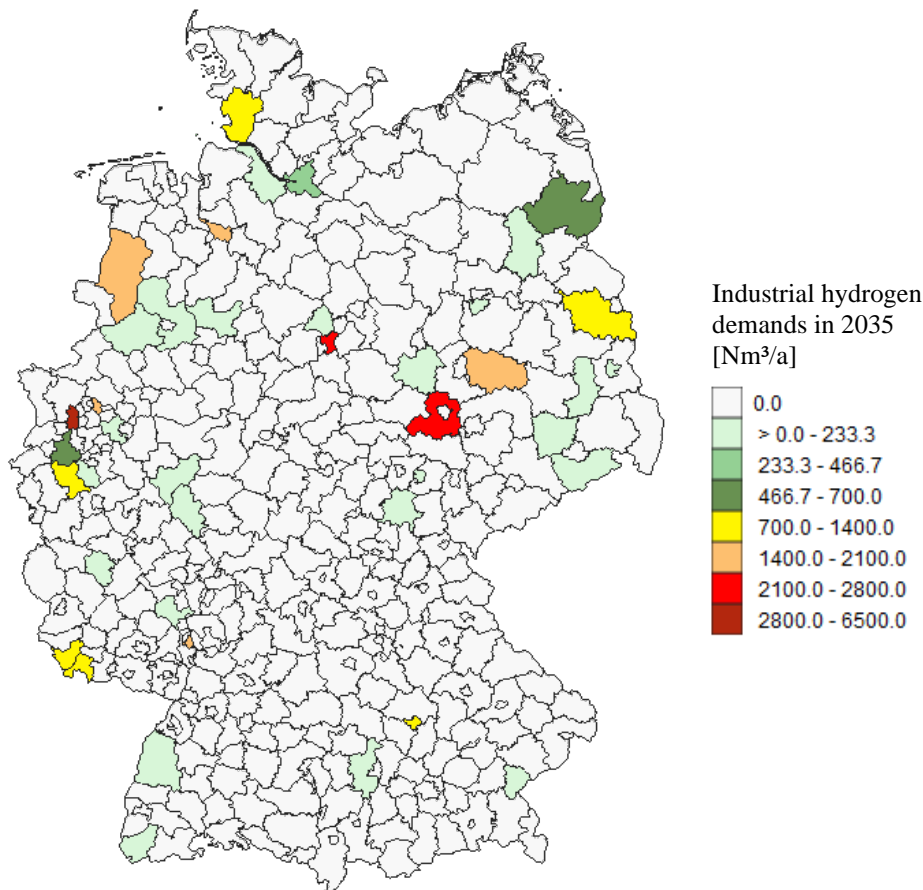 Industrial hydrogen
demands in 2035
[Nm³/a]
0.0
> 0.0 - 233.3
233.3 - 466.7
466.7 - 700.0
700.0 - 1400.0
1400.0 - 2100.0
2100.0 - 2800.0
2800.0 - 6500.0